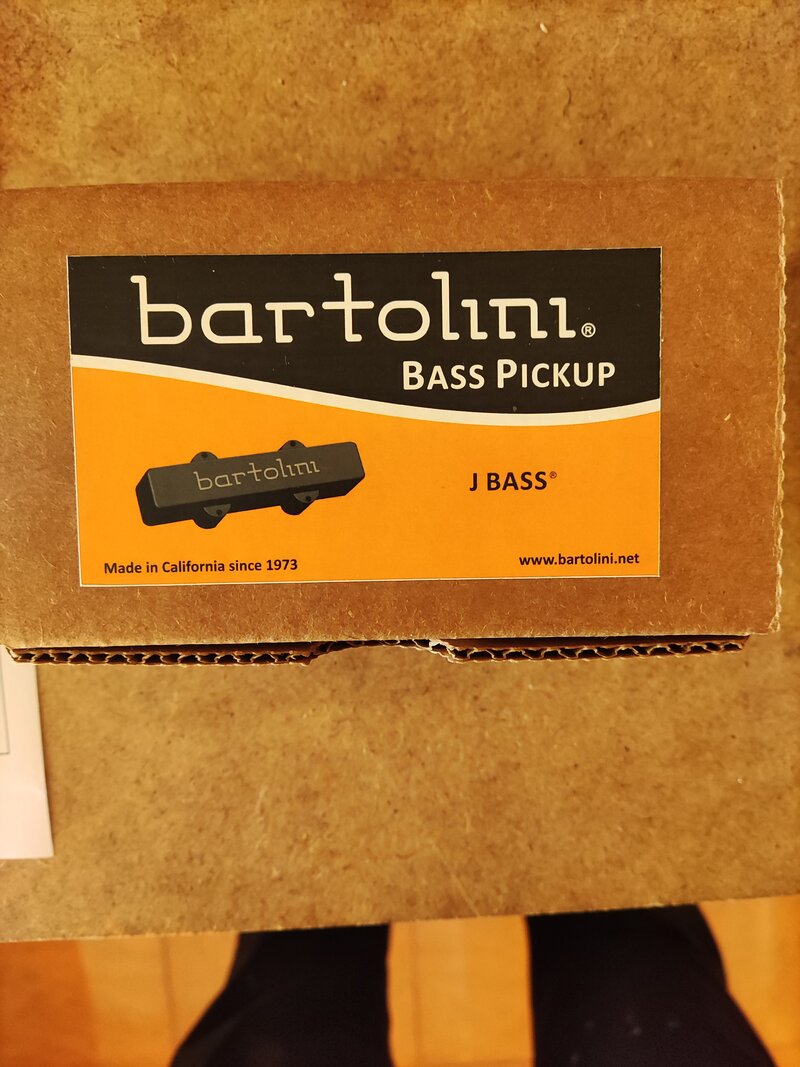 bartolini®
BASS PICKUP
bartolini
J BASS®
Made in California since 1973
www.bartolini.net